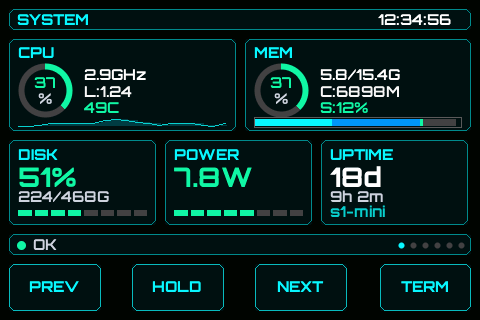 SYSTEM 12:34:56
CPU
37
%
2.9GHz
L:1.24
49C
MEM
37
%
5.8/15.4G
C:6898M
S:12%
DISK
51%
224/468G
POWER
7.8W
UPTIME
18d
9h 2m
s1-mini
OK
PREV HOLD NEXT TERM